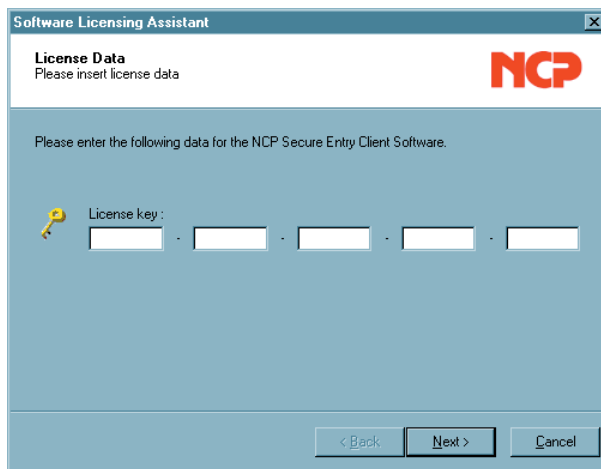 Software Licensing Assistant
License Data
Please insert license data
NCP
Please enter the following data for the NCP Secure Entry Client Software.
License key :
- - - -
< Back Next > Cancel